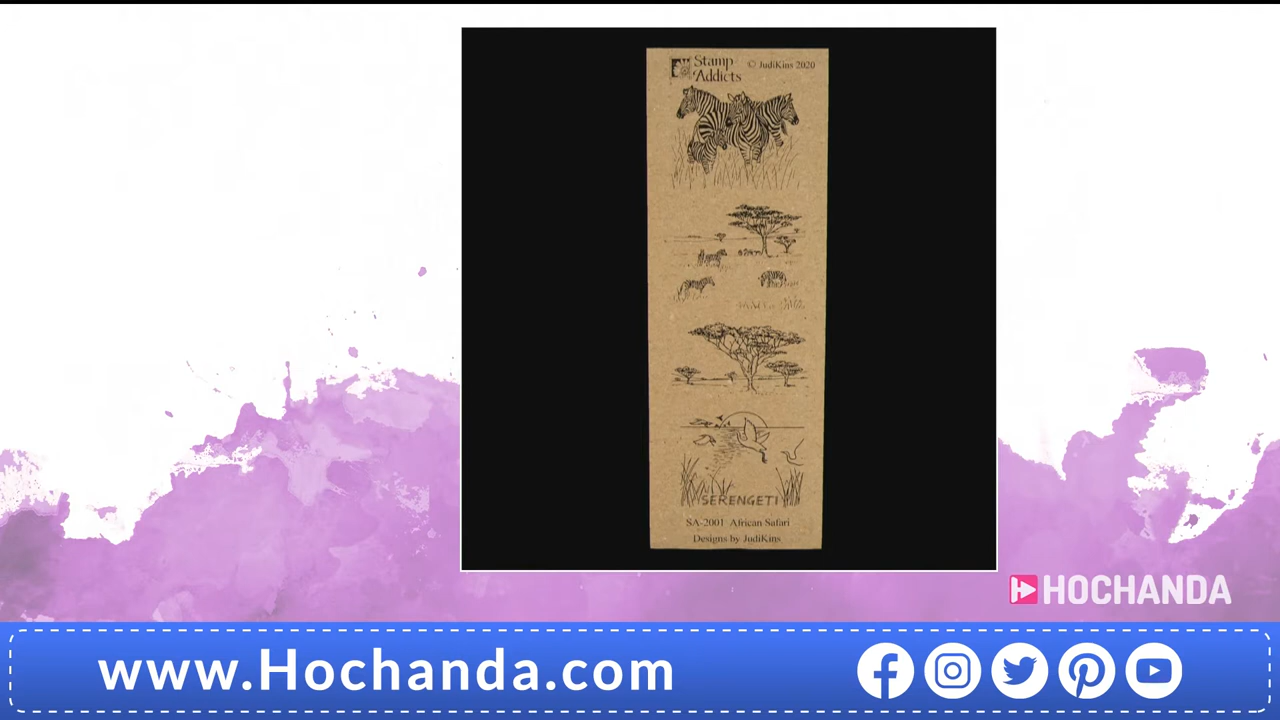 Stamp
Addicts
© JudiKins 2020
SERENGETI
SA-2001 African Safari
Designs by JudiKins
HOCHANDA
www.Hochanda.com